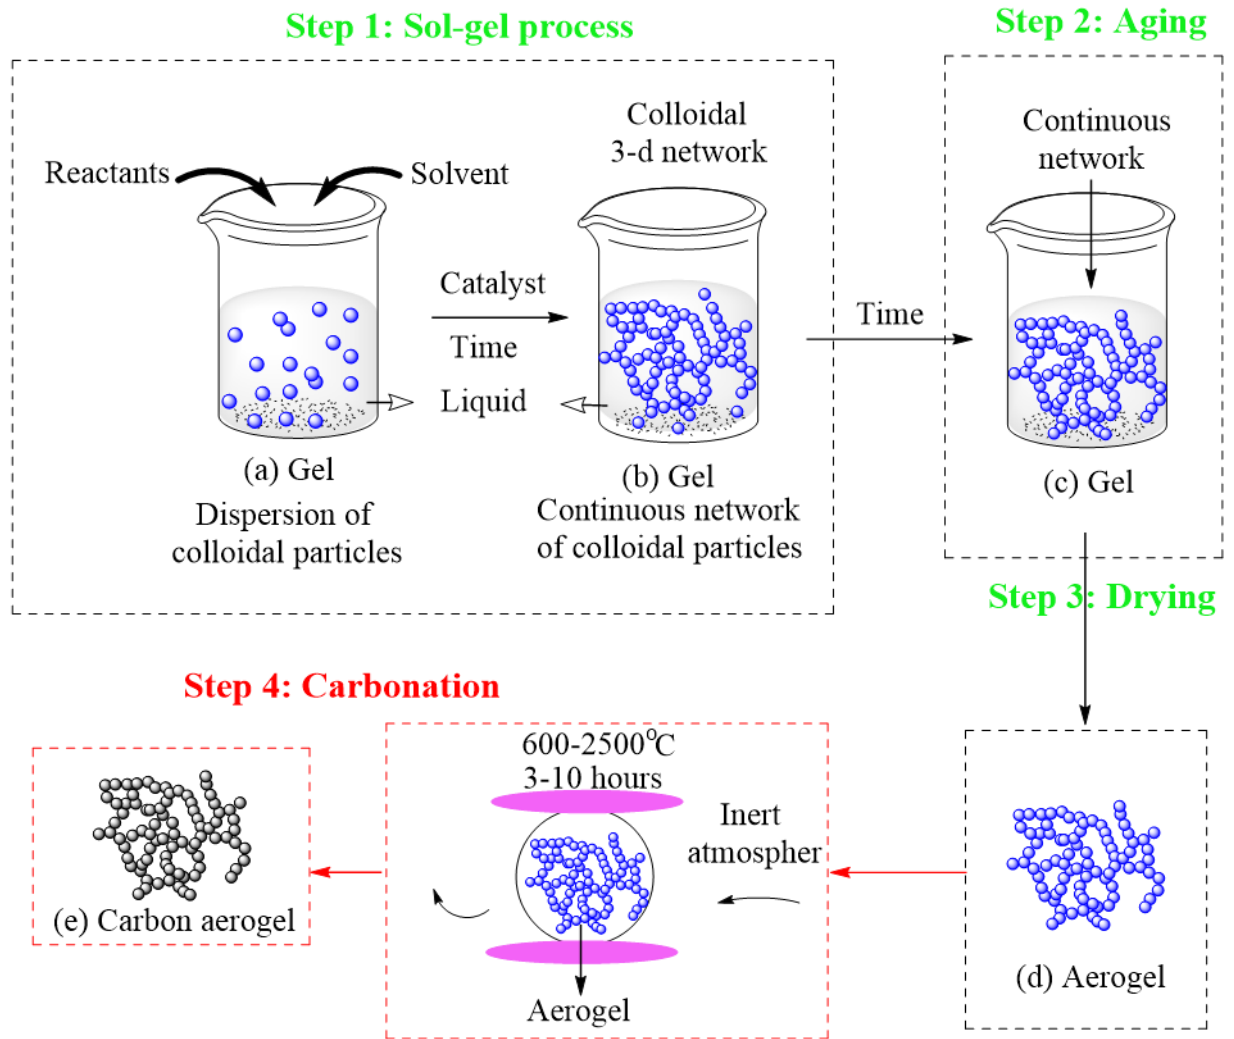 Step 1: Sol-gel process
Step 2: Aging
Reactants
Solvent
Colloidal
3-d network
Continuous
network
Catalyst
Time
Liquid
Time
(a) Gel
Dispersion of
colloidal particles
(b) Gel
Continuous network
of colloidal particles
(c) Gel
Step 3: Drying
Step 4: Carbonation
600-2500°C
3-10 hours
Inert
atmospher
Aerogel
(e) Carbon aerogel
(d) Aerogel